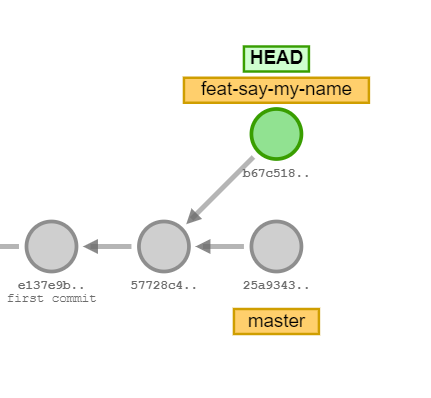 HEAD
feat-say-my-name
b67c518..
e137e9b..
first commit
57728c4..
25a9343..
master